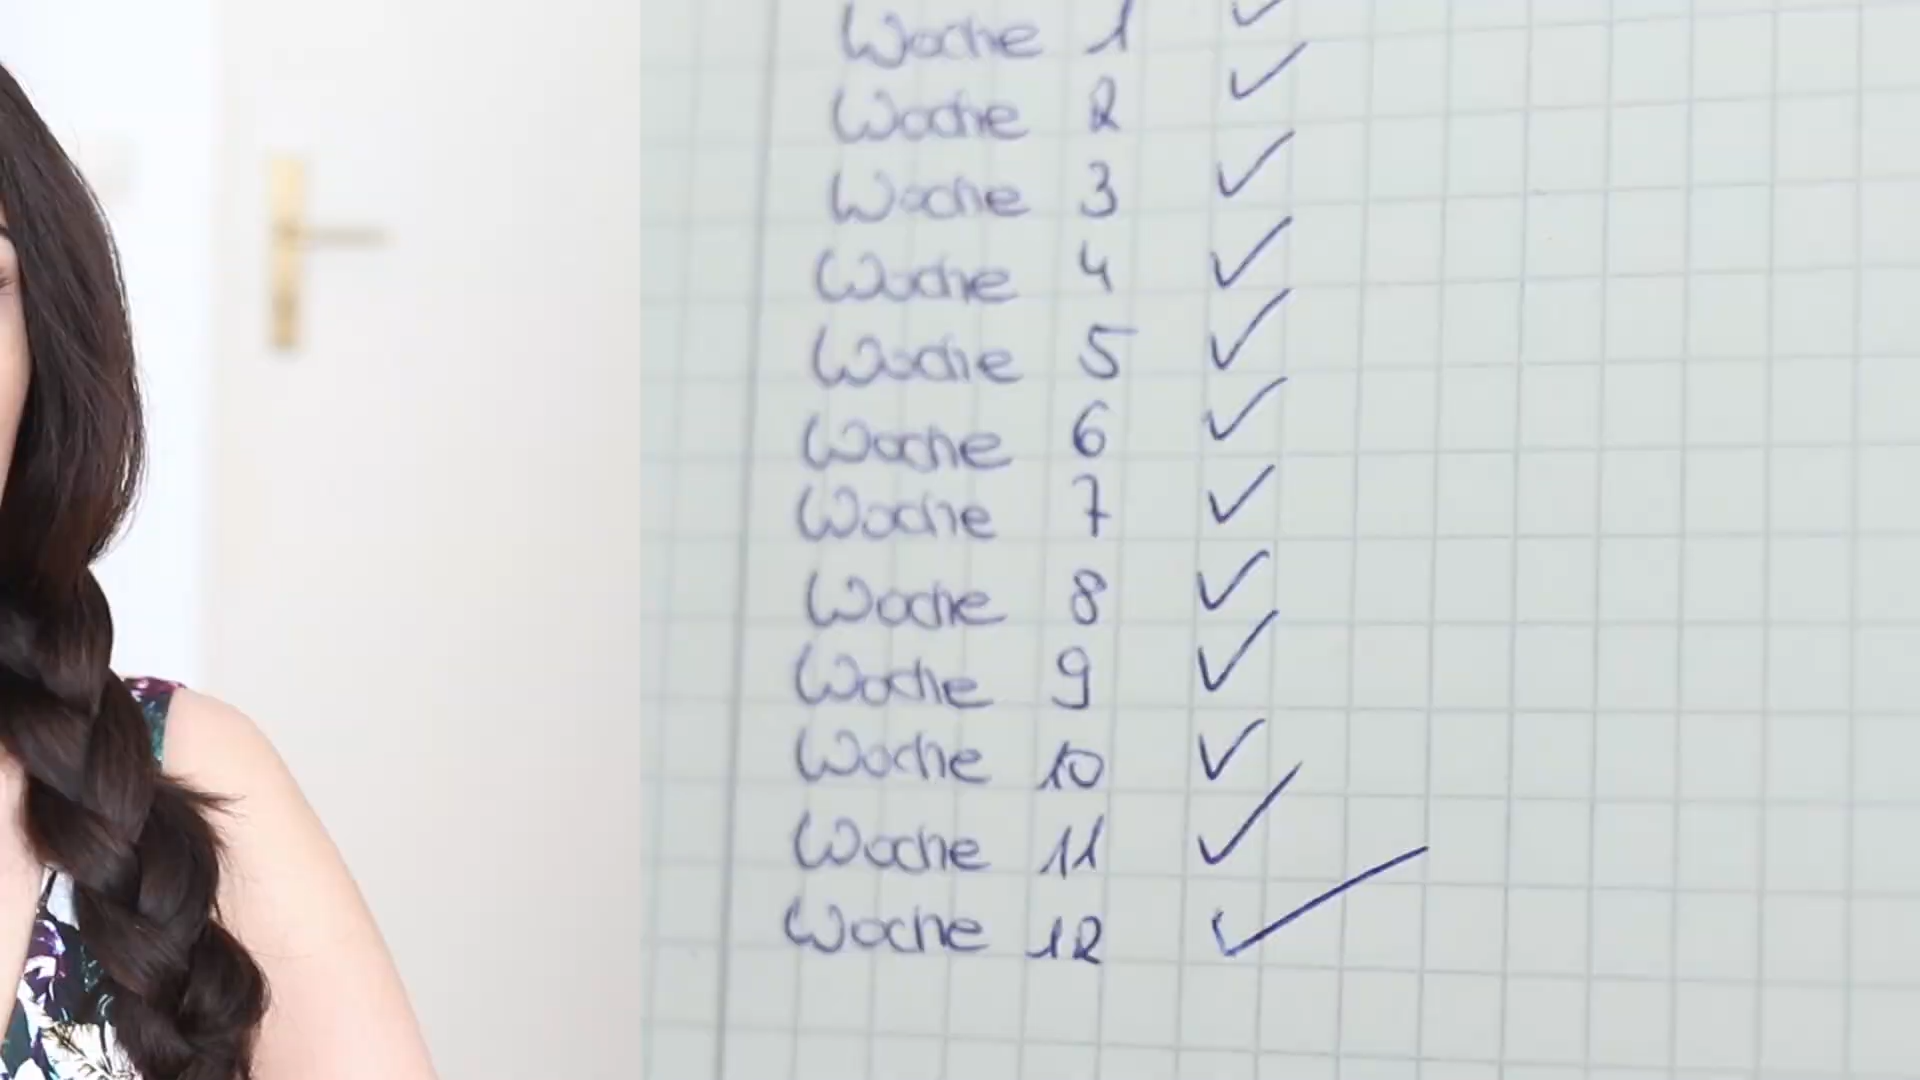 Woche 1 ✓
Woche 2 ✓
Woche 3 ✓
Woche 4 ✓
Woche 5 ✓
Woche 6 ✓
Woche 7 ✓
Woche 8 ✓
Woche 9 ✓
Woche 10 ✓
Woche 11 ✓
Woche 12 ✓